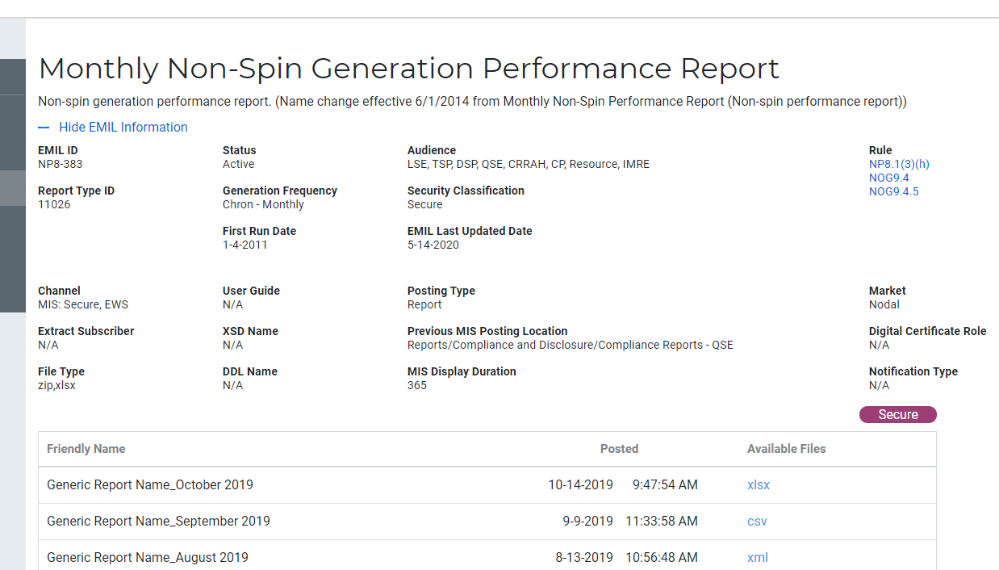 Monthly Non-Spin Generation Performance Report
Non-spin generation performance report. (Name change effective 6/1/2014 from Monthly Non-Spin Performance Report (Non-spin performance report))
— Hide EMIL Information
EMIL ID Status Audience Rule
NP8-383 Active LSE, TSP, DSP, QSE, CRRAH, CP, Resource, IMRE NP8.1(3)(h)
NOG9.4
Report Type ID Generation Frequency Security Classification NOG9.4.5
11026 Chron - Monthly Secure
First Run Date EMIL Last Updated Date
1-4-2011 5-14-2020
Channel User Guide Posting Type Market
MIS: Secure, EWS N/A Report Nodal
Extract Subscriber XSD Name Previous MIS Posting Location Digital Certificate Role
N/A N/A Reports/Compliance and Disclosure/Compliance Reports - QSE N/A
File Type DDL Name MIS Display Duration Notification Type
zip,xlsx N/A 365 N/A
Secure
Friendly Name Posted Available Files
Generic Report Name_October 2019 10-14-2019 9:47:54 AM xlsx
Generic Report Name_September 2019 9-9-2019 11:33:58 AM csv
Generic Report Name_August 2019 8-13-2019 10:56:48 AM xml